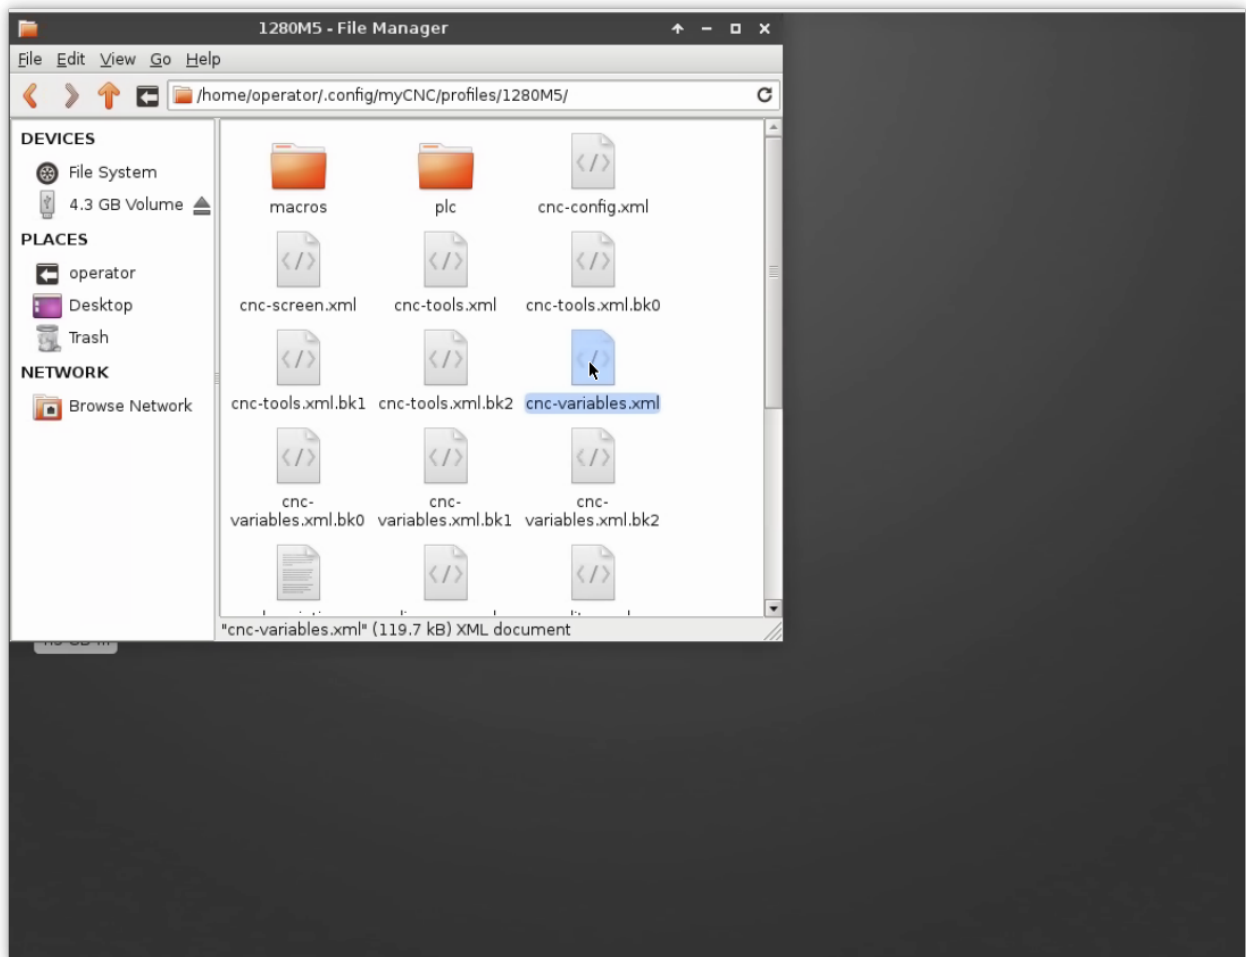 1280M5 - File Manager
File Edit View Go Help
/home/operator/.config/myCNC/profiles/1280M5/
DEVICES
File System
4.3 GB Volume
PLACES
operator
Desktop
Trash
NETWORK
Browse Network
macros
plc
cnc-config.xml
cnc-screen.xml
cnc-tools.xml
cnc-tools.xml.bk0
cnc-tools.xml.bk1
cnc-tools.xml.bk2
cnc-variables.xml
cnc-
variables.xml.bk0
cnc-
variables.xml.bk1
cnc-
variables.xml.bk2
"cnc-variables.xml" (119.7 kB) XML document